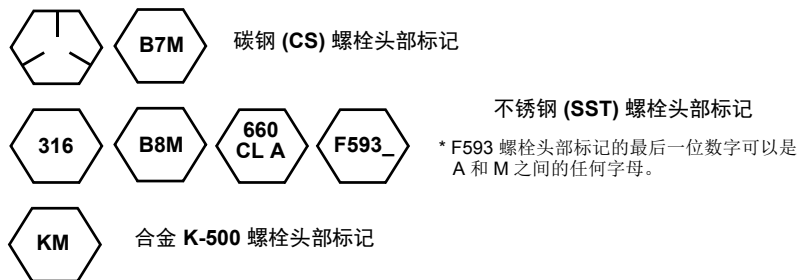 B7M
碳钢 (CS) 螺栓头部标记
316
B8M
660
CL A
F593_
不锈钢 (SST) 螺栓头部标记
* F593 螺栓头部标记的最后一位数字可以是
A 和 M 之间的任何字母。
KM
合金 K-500 螺栓头部标记